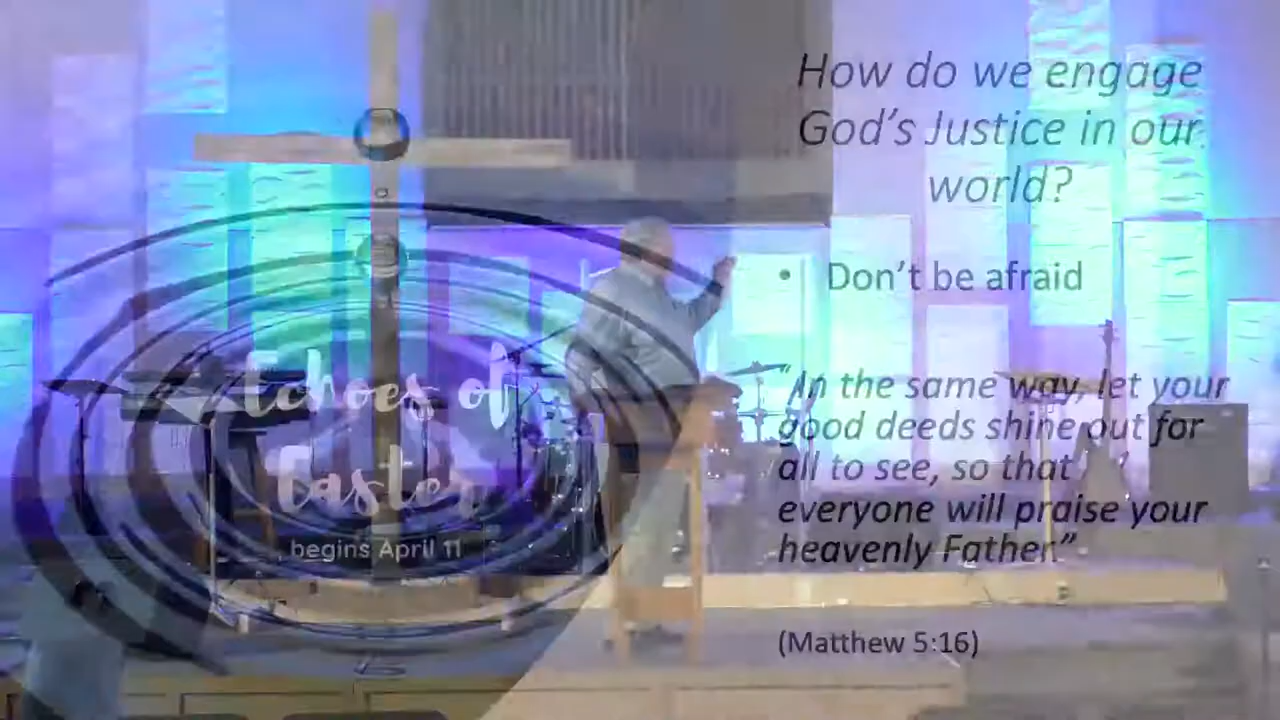 How do we engage
God's Justice in our
world?
• Don't be afraid
"In the same way, let your
good deeds shine out for
all to see, so that
everyone will praise your
heavenly Father."
(Matthew 5:16)
Echoes of
Easter
begins April 11